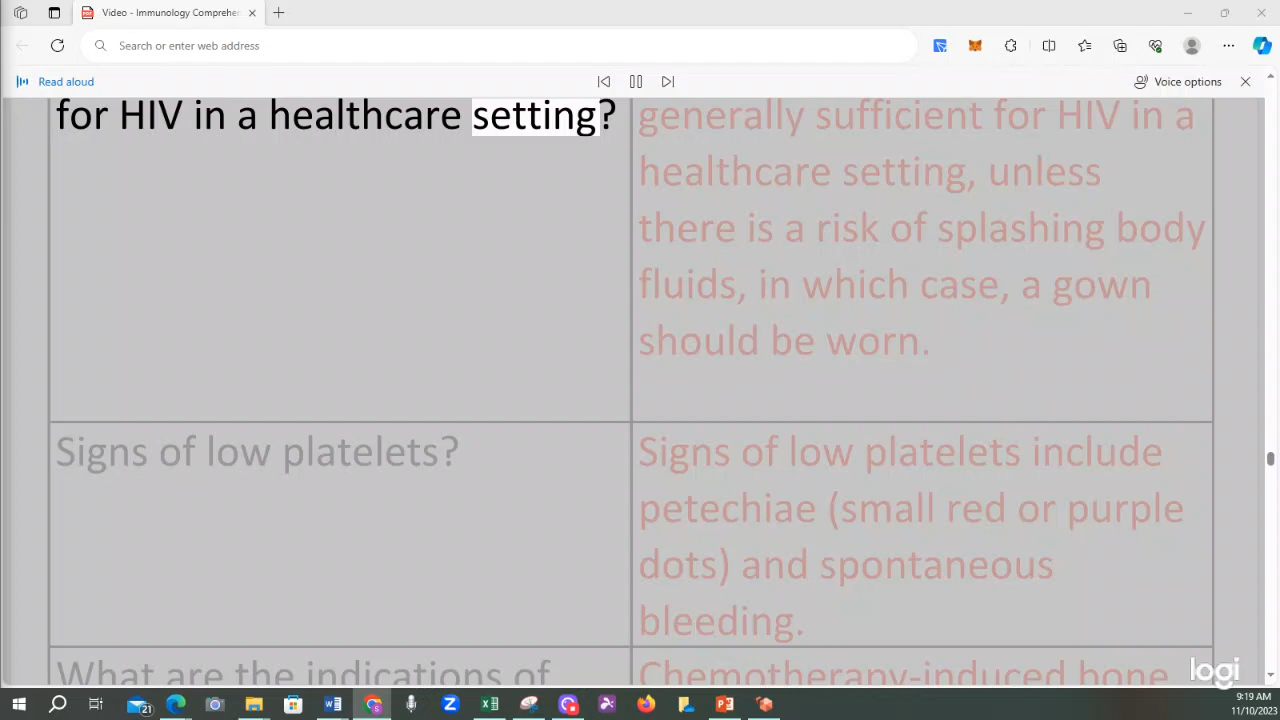 Video - Immunology Comprehe
Search or enter web address
Read aloud
Voice options
for HIV in a healthcare setting?
generally sufficient for HIV in a
healthcare setting, unless
there is a risk of splashing body
fluids, in which case, a gown
should be worn.
Signs of low platelets?
Signs of low platelets include
petechiae (small red or purple
dots) and spontaneous
bleeding.
What are the indications of
Chemotherapy-induced bone
logi
21
9:19 AM
11/10/2023